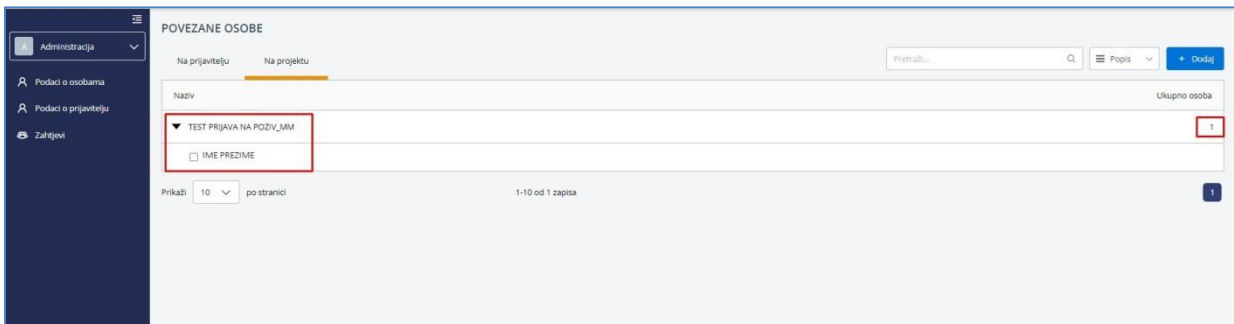 POVEZANE OSOBE
A Administracija
Na prijavitelju Na projektu
Pretraži... Popis + Dodaj
Podaci o osobama
Podaci o prijavitelju
Zahtjevi
Naziv Ukupno osoba
TEST PRIJAVA NA POZIV_MM 1
IME PREZIME
Prikaži 10 po stranici 1-10 od 1 zapisa 1